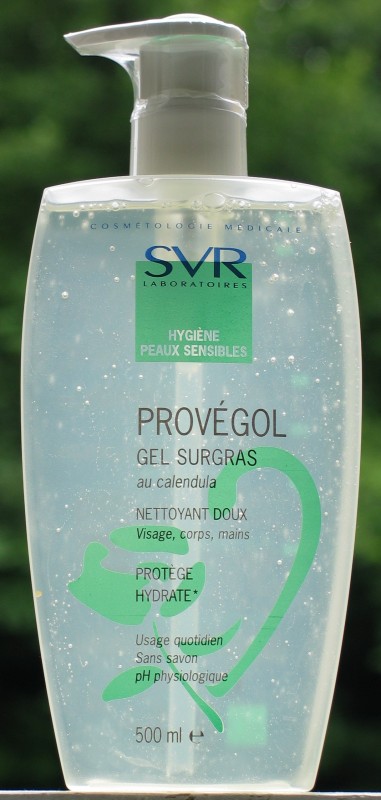 COSMÉTOLOGIE MÉDICALE
SVR
LABORATOIRES
HYGIÈNE
PEAUX SENSIBLES
PROVÉGOL
GEL SURGRAS
au calendula
NETTOYANT DOUX
Visage, corps, mains
PROTÈGE
HYDRATE*
Usage quotidien
Sans savon
pH physiologique
500 ml ℮